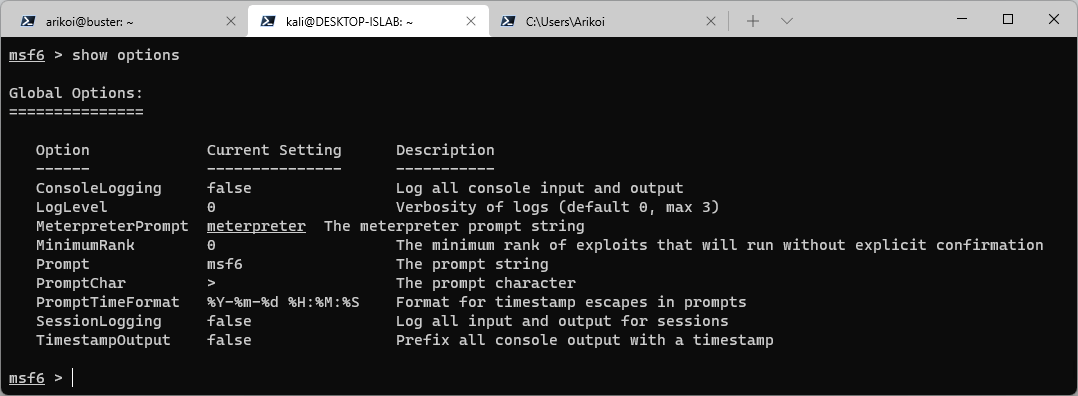 arikoi@buster: ~ kali@DESKTOP-ISLAB: ~ C:\Users\Arikoi
msf6 > show options
Global Options:
===============
Option Current Setting Description
------ --------------- -----------
ConsoleLogging false Log all console input and output
LogLevel 0 Verbosity of logs (default 0, max 3)
MeterpreterPrompt meterpreter The meterpreter prompt string
MinimumRank 0 The minimum rank of exploits that will run without explicit confirmation
Prompt msf6 The prompt string
PromptChar > The prompt character
PromptTimeFormat %Y-%m-%d %H:%M:%S Format for timestamp escapes in prompts
SessionLogging false Log all input and output for sessions
TimestampOutput false Prefix all console output with a timestamp
msf6 >